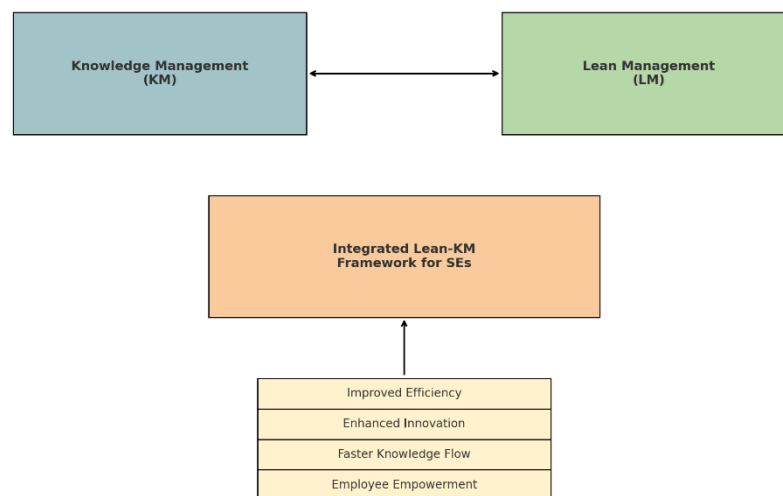 Knowledge Management
(KM)
Lean Management
(LM)
Integrated Lean-KM
Framework for SEs
Improved Efficiency
Enhanced Innovation
Faster Knowledge Flow
Employee Empowerment